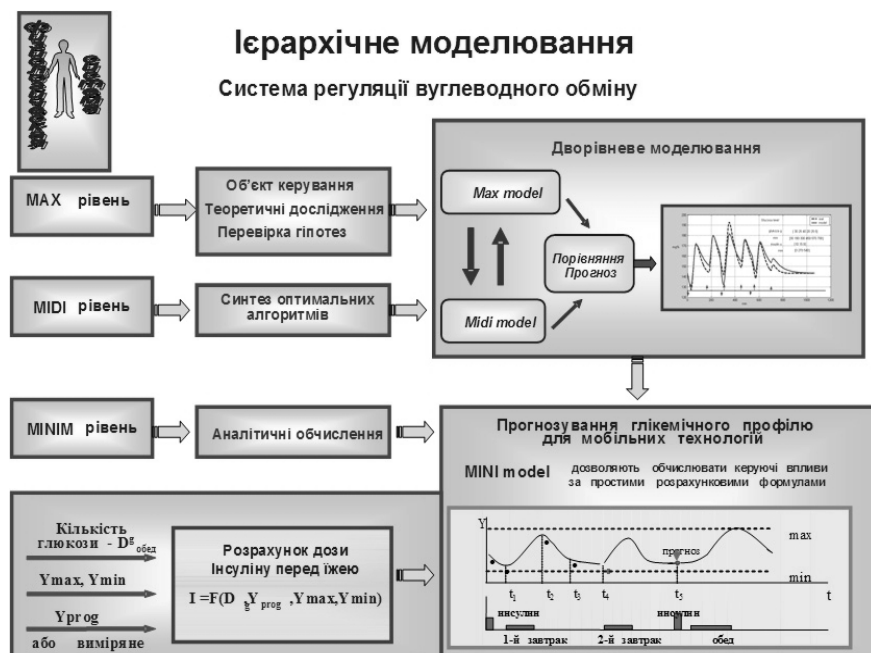 Ієрархічне моделювання
Система регуляції вуглеводного обміну
MAX рівень
Об'єкт керування
Теоретичні дослідження
Перевірка гіпотез
MIDI рівень
Синтез оптимальних
алгоритмів
Дворівневе моделювання
Max model
Порівняння
Прогноз
Midi model
MINIM рівень
Аналітичні обчислення
Прогнозування глікемічного профілю
для мобільних технологій
MINI model дозволяють обчислювати керуючі впливи
за простими розрахунковими формулами
Кількість
глюкози - Dᵍ обед
Ymax, Ymin
Yprog
або виміряне
Розрахунок дози
Інсуліну перед їжею
I =F(D g,Y prog ,Ymax,Ymin)
Y
max
прогноз
min
t1 t2 t3 t4 t5 t
инсулин инсулин
1-й завтрак 2-й завтрак обед